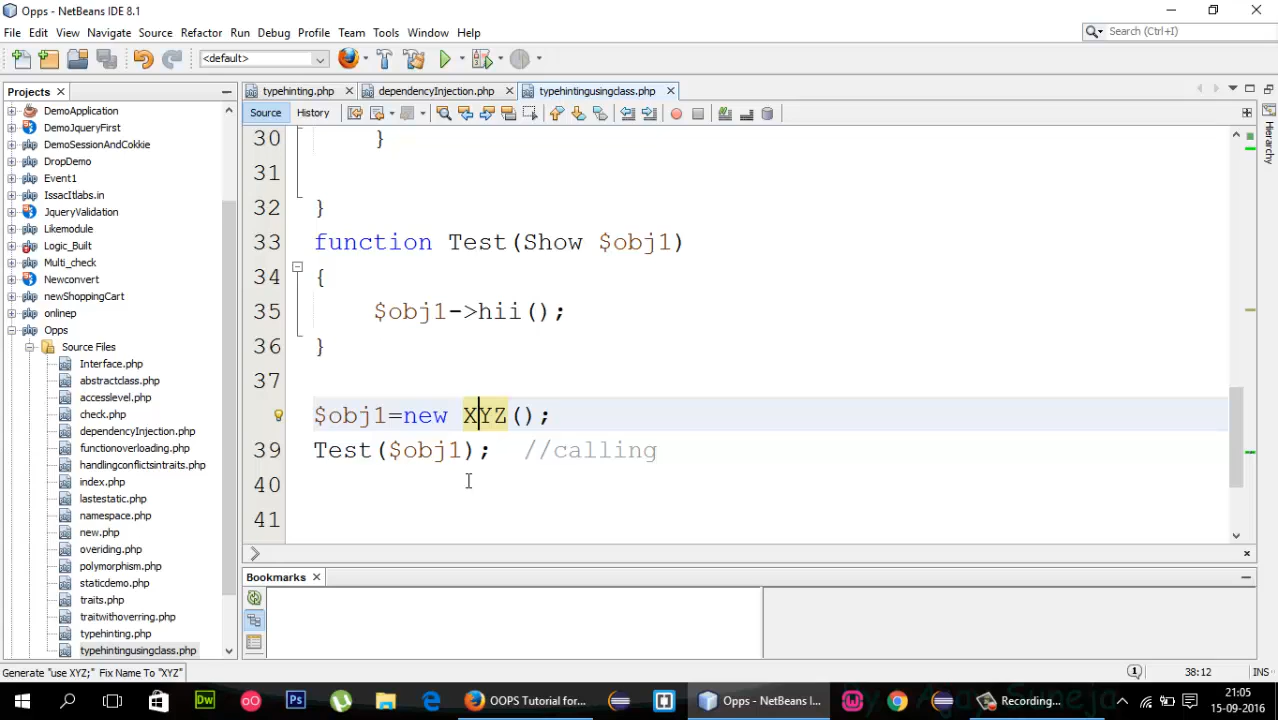 Opps - NetBeans IDE 8.1
File Edit View Navigate Source Refactor Run Debug Profile Team Tools Window Help
Search (Ctrl+I)
<default>
Projects
typehinting.php dependencyInjection.php typehintingusingclass.php
Source History
DemoApplication
DemoJqueryFirst
DemoSessionAndCokkie
DropDemo
Event1
IssacItlabs.in
JqueryValidation
Likemodule
Logic_Built
Multi_check
Newconvert
newShoppingCart
onlinep
Opps
Source Files
Interface.php
abstractclass.php
accesslevel.php
check.php
dependencyInjection.php
functionoverloading.php
handlingconflictsintraits.php
index.php
lastestatic.php
namespace.php
new.php
overiding.php
polymorphism.php
staticdemo.php
traits.php
traitwithoverring.php
typehinting.php
typehintingusingclass.php
30 }
31
32 }
33 function Test(Show $obj1)
34 {
35 $obj1->hii();
36 }
37
$obj1=new XYZ();
39 Test($obj1); //calling
40
41
Hierarchy
Bookmarks
Generate "use XYZ;" Fix Name To "XYZ"
1
38:12
INS
Dw
Ps
OOPS Tutorial for...
Opps - NetBeans I...
Recording...
21:05
15-09-2016